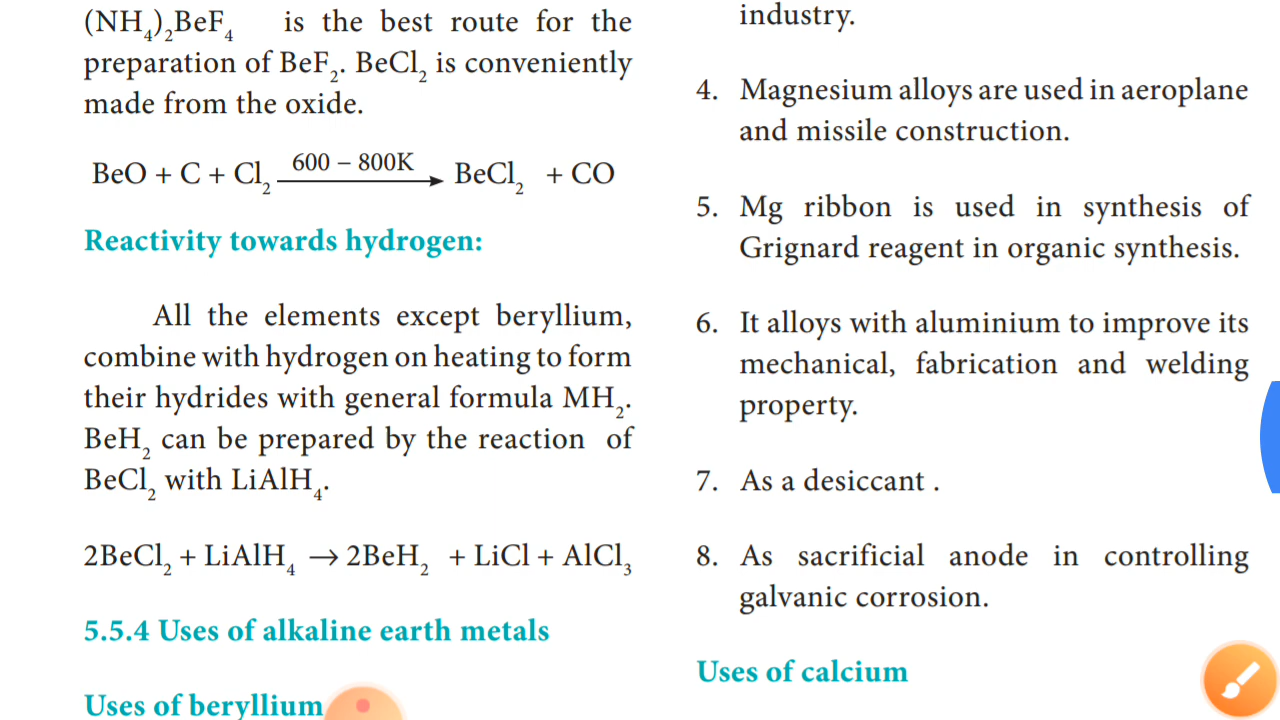 (NH₄)₂BeF₄ is the best route for the
preparation of BeF₂. BeCl₂ is conveniently
made from the oxide.
BeO + C + Cl₂ 600 – 800K → BeCl₂ + CO
Reactivity towards hydrogen:
All the elements except beryllium,
combine with hydrogen on heating to form
their hydrides with general formula MH₂.
BeH₂ can be prepared by the reaction of
BeCl₂ with LiAlH₄.
2BeCl₂ + LiAlH₄ → 2BeH₂ + LiCl + AlCl₃
5.5.4 Uses of alkaline earth metals
Uses of beryllium
industry.
4. Magnesium alloys are used in aeroplane
and missile construction.
5. Mg ribbon is used in synthesis of
Grignard reagent in organic synthesis.
6. It alloys with aluminium to improve its
mechanical, fabrication and welding
property.
7. As a desiccant .
8. As sacrificial anode in controlling
galvanic corrosion.
Uses of calcium